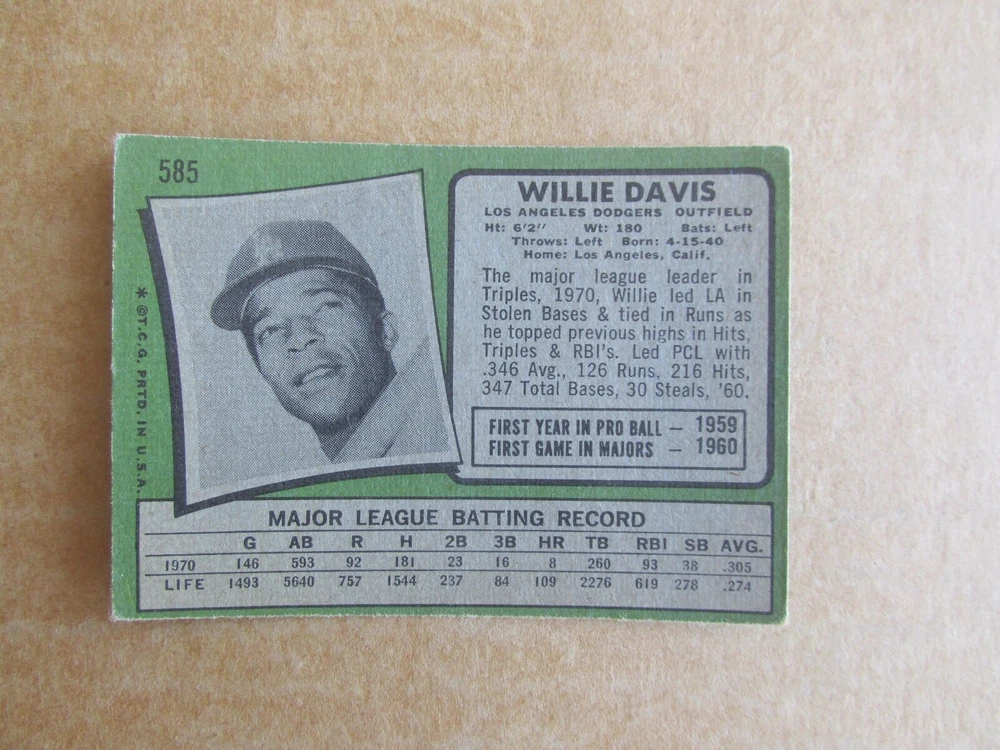 585
WILLIE DAVIS
LOS ANGELES DODGERS OUTFIELD
Ht: 6'2" Wt: 180 Bats: Left
Throws: Left Born: 4-15-40
Home: Los Angeles, Calif.
The major league leader in
Triples, 1970, Willie led LA in
Stolen Bases & tied in Runs as
he topped previous highs in Hits,
Triples & RBI's. Led PCL with
.346 Avg., 126 Runs, 216 Hits,
347 Total Bases, 30 Steals, '60.
FIRST YEAR IN PRO BALL — 1959
FIRST GAME IN MAJORS — 1960
* ©T.C.G. PRTD. IN U.S.A.
MAJOR LEAGUE BATTING RECORD
G AB R H 2B 3B HR TB RBI SB AVG.
1970 146 593 92 181 23 16 8 260 93 38 .305
LIFE 1493 5640 757 1544 237 84 109 2276 619 278 .274